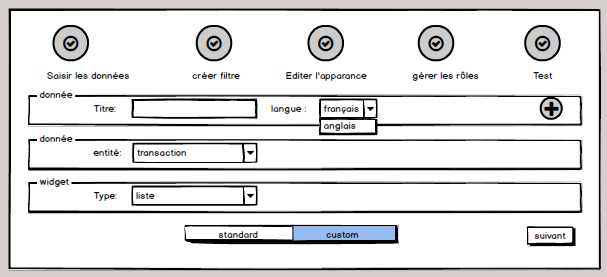 Saisir les données créer filtre Editer l'apparance gérer les rôles Test
donnée
Titre: langue : français
anglais
donnée
entité: transaction
widget
Type: liste
standard custom suivant